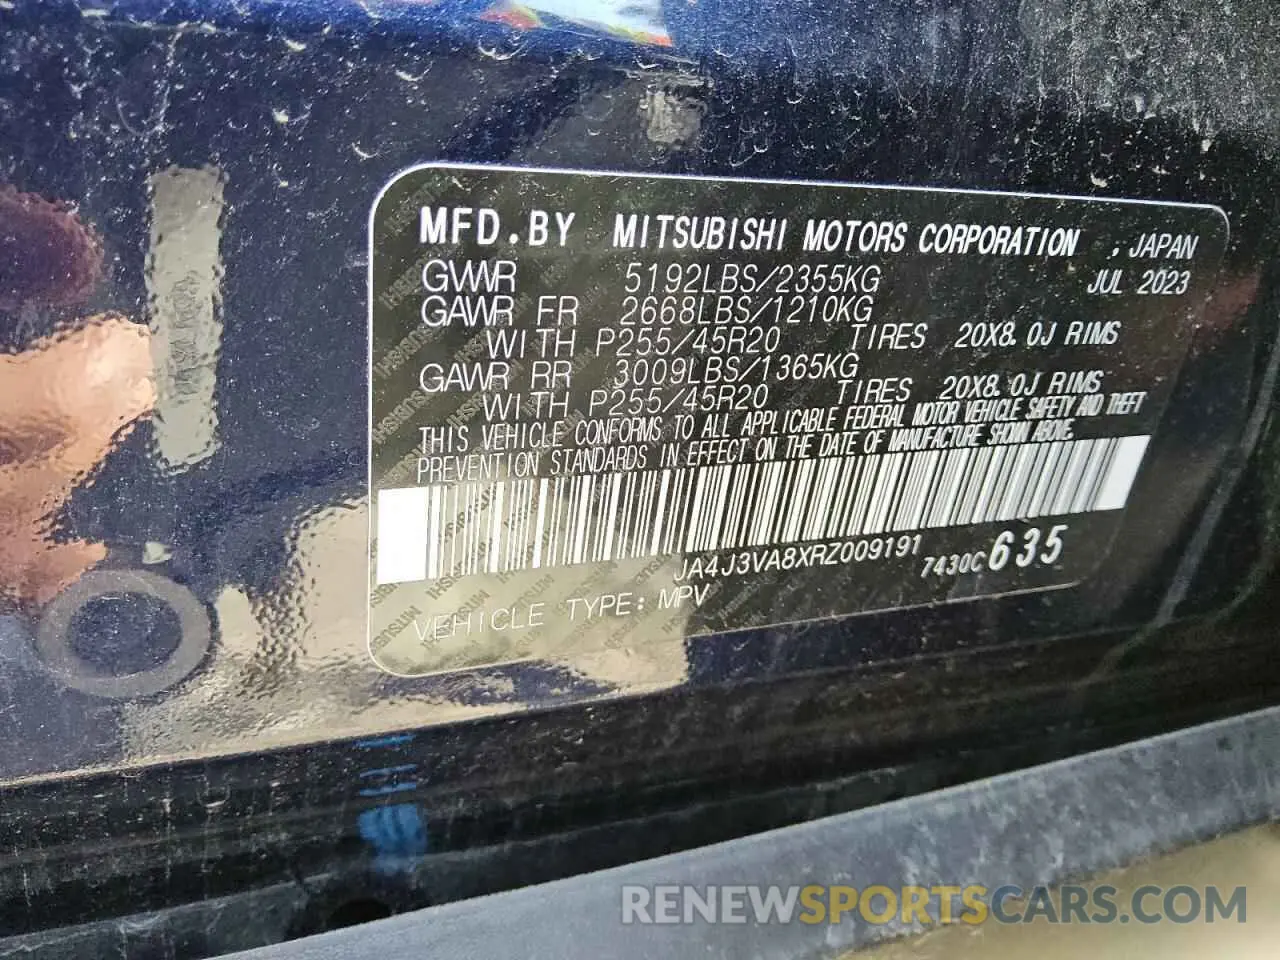 MFD.BY MITSUBISHI MOTORS CORPORATION , JAPAN
GVWR 5192LBS/2355KG JUL 2023
GAWR FR 2668LBS/1210KG
WITH P255/45R20 TIRES 20X8.0J RIMS
GAWR RR 3009LBS/1365KG
WITH P255/45R20 TIRES 20X8.0J RIMS
THIS VEHICLE CONFORMS TO ALL APPLICABLE FEDERAL MOTOR VEHICLE SAFETY AND THEFT
PREVENTION STANDARDS IN EFFECT ON THE DATE OF MANUFACTURE SHOWN ABOVE.
JA4J3VA8XRZ009191 7430C635
VEHICLE TYPE: MPV
RENEWSPORTSCARS.COM